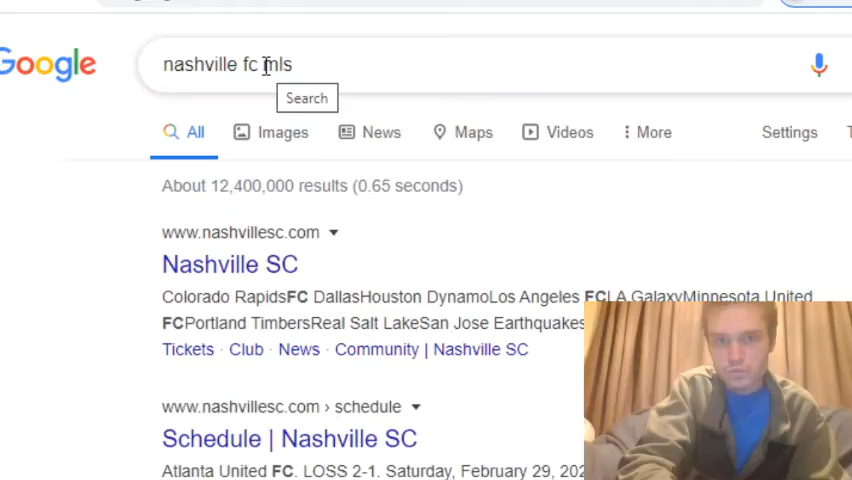 Google
nashville fc mls
Search
All Images News Maps Videos More Settings
About 12,400,000 results (0.65 seconds)
www.nashvillesc.com
Nashville SC
Colorado RapidsFC DallasHouston DynamoLos Angeles FCLA GalaxyMinnesota United
FCPortland TimbersReal Salt LakeSan Jose Earthquakes
Tickets · Club · News · Community | Nashville SC
www.nashvillesc.com › schedule
Schedule | Nashville SC
Atlanta United FC. LOSS 2-1. Saturday, February 29, 202